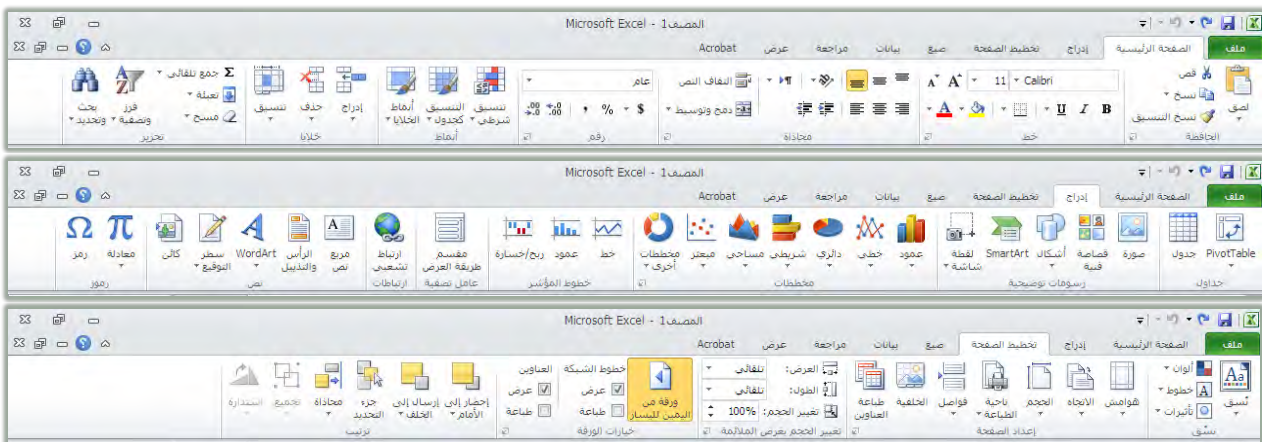 المصنف1 - Microsoft Excel
ملف الصفحة الرئيسية إدراج تخطيط الصفحة صيغ بيانات مراجعة عرض Acrobat
قص Calibri 11 التفاف النص عام جمع تلقائي
لصق نسخ تنسيق شرطي التنسيق كجدول أنماط الخلايا إدراج حذف تنسيق تعبئة فرز وتصفية بحث وتحديد
نسخ التنسيق B I U A دمج وتوسيط $ % مسح
الحافظة خط محاذاة رقم أنماط خلايا تحرير
المصنف1 - Microsoft Excel
ملف الصفحة الرئيسية إدراج تخطيط الصفحة صيغ بيانات مراجعة عرض Acrobat
PivotTable جدول صورة قصاصة فنية أشكال SmartArt لقطة شاشة عمود خطي دائري شريطي مساحي مبعثر مخططات أخرى خط عمود ربح/خسارة مقسم طريقة العرض ارتباط تشعبي مربع نص الرأس والتذييل WordArt سطر التوقيع كائن معادلة رمز
جداول رسومات توضيحية مخططات خطوط المؤشر عامل تصفية ارتباطات نص رموز
المصنف1 - Microsoft Excel
ملف الصفحة الرئيسية إدراج تخطيط الصفحة صيغ بيانات مراجعة عرض Acrobat
ألوان العرض: تلقائي خطوط الشبكة العناوين
نسق خطوط هوامش الاتجاه الحجم ناحية الطباعة فواصل الخلفية طباعة العناوين الطول: تلقائي ورقة من اليمين لليسار عرض عرض إحضار إلى الأمام إرسال إلى الخلف جزء التحديد محاذاة تجميع استدارة
تأثيرات تغيير الحجم: 100% طباعة طباعة
نسق إعداد الصفحة تغيير الحجم بغرض الملائمة خيارات الورقة ترتيب